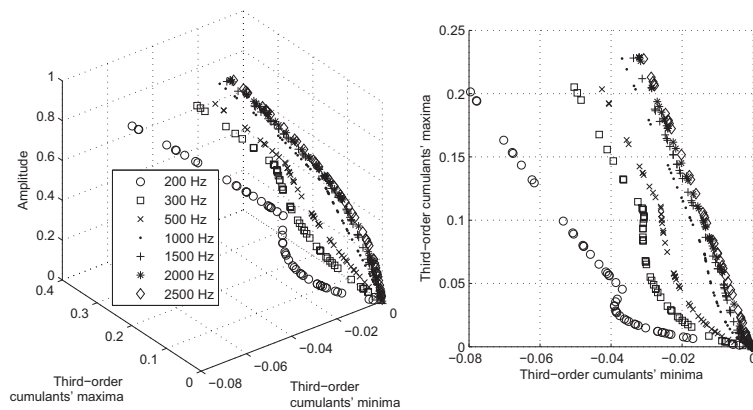 1
0.8
0.6
0.4
0.2
0
Amplitude
200 Hz
300 Hz
500 Hz
1000 Hz
1500 Hz
2000 Hz
2500 Hz
0.4
0.3
0.2
0.1
0
−0.08
−0.06
−0.04
−0.02
0
Third−order
cumulants' maxima
Third−order
cumulants' minima
0.25
0.2
0.15
0.1
0.05
0
Third−order cumulants' maxima
−0.08
−0.06
−0.04
−0.02
0
Third−order cumulants' minima